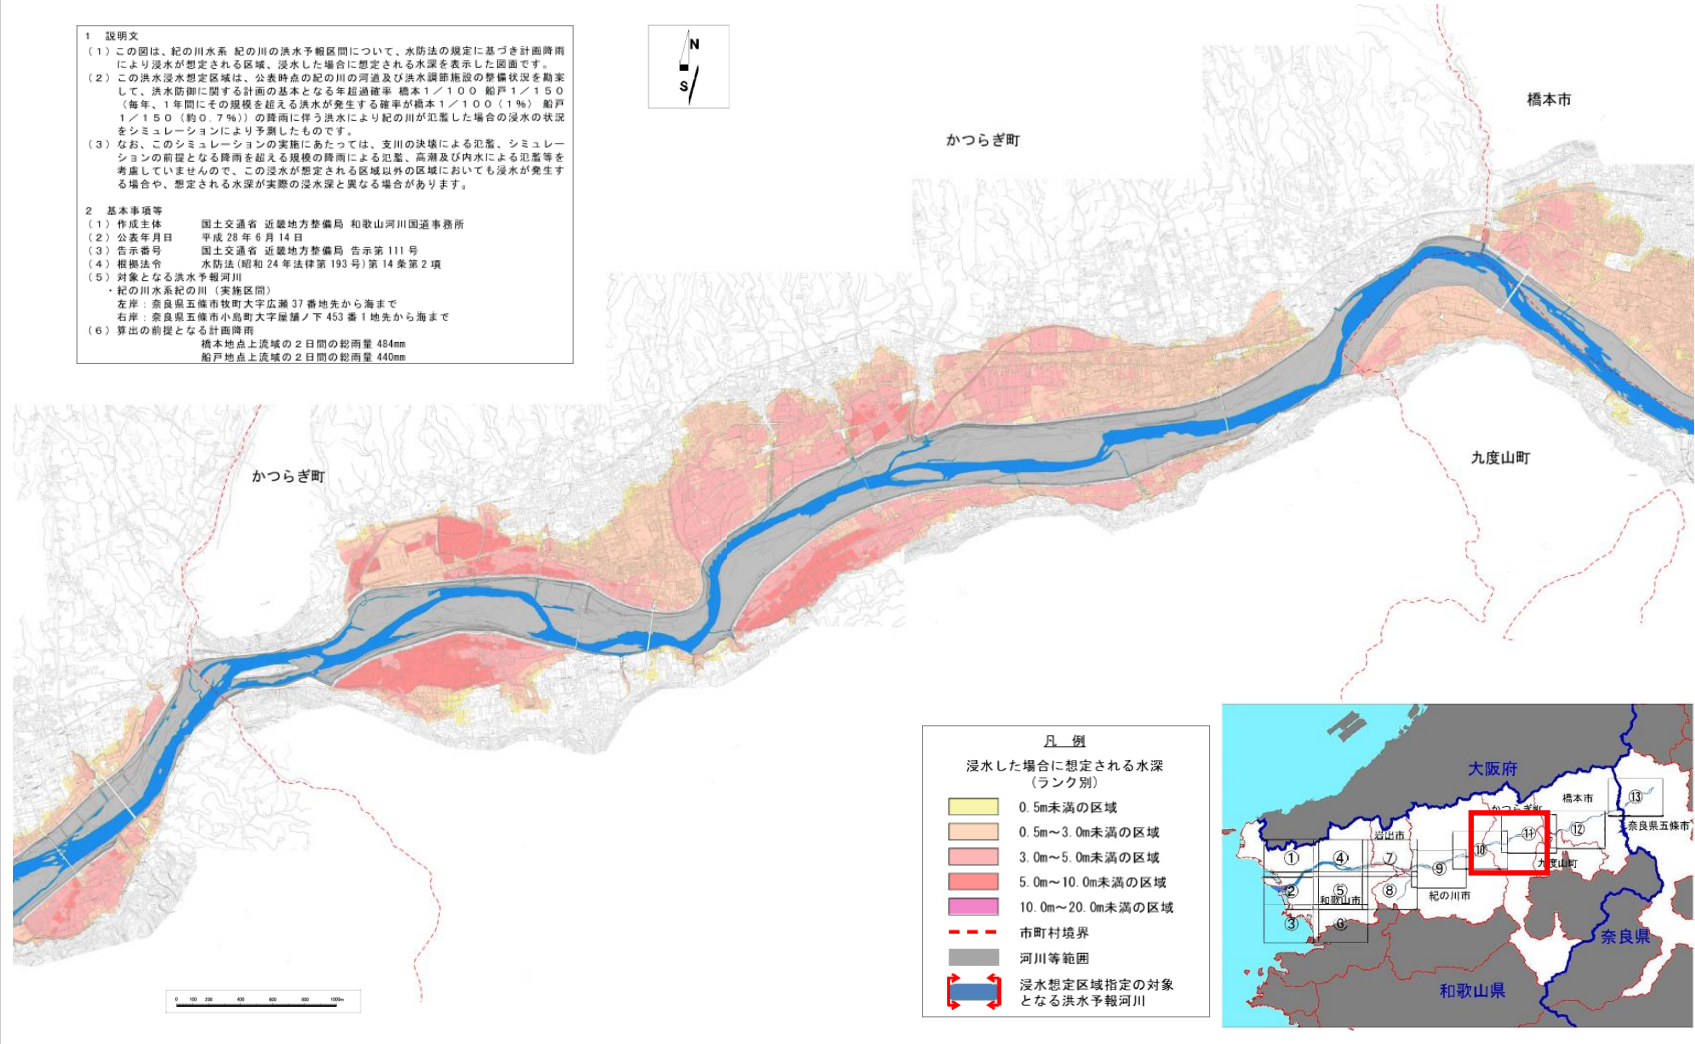 1 説明文
(1)この図は、紀の川水系 紀の川の洪水予報区間について、水防法の規定に基づき計画降雨
により浸水が想定される区域、浸水した場合に想定される水深を表示した図面です。
(2)この洪水浸水想定区域は、公表時点の紀の川の河道及び洪水調節施設の整備状況を勘案
して、洪水防御に関する計画の基本となる年超過確率 橋本1/100 船戸1/150
(毎年、1年間にその規模を超える洪水が発生する確率が橋本1/100(1%) 船戸
1/150(約0.7%))の降雨に伴う洪水により紀の川が氾濫した場合の浸水の状況
をシミュレーションにより予測したものです。
(3)なお、このシミュレーションの実施にあたっては、支川の決壊による氾濫、シミュレー
ションの前提となる降雨を超える規模の降雨による氾濫、高潮及び内水による氾濫等を
考慮していませんので、この浸水が想定される区域以外の区域においても浸水が発生す
る場合や、想定される水深が実際の浸水深と異なる場合があります。
2 基本事項等
(1)作成主体 国土交通省 近畿地方整備局 和歌山河川国道事務所
(2)公表年月日 平成28年6月14日
(3)告示番号 国土交通省 近畿地方整備局 告示第111号
(4)根拠法令 水防法(昭和24年法律第193号)第14条第2項
(5)対象となる洪水予報河川
・紀の川水系紀の川(実施区間)
左岸:奈良県五條市牧町大字広瀬37番地先から海まで
右岸:奈良県五條市小島町大字屋舗ノ下453番1地先から海まで
(6)算出の前提となる計画降雨
橋本地点上流域の2日間の総雨量484mm
船戸地点上流域の2日間の総雨量440mm
N
S
橋本市
かつらぎ町
かつらぎ町
九度山町
0 100 200 400 600 800 1000m
凡 例
浸水した場合に想定される水深
(ランク別)
0.5m未満の区域
0.5m~3.0m未満の区域
3.0m~5.0m未満の区域
5.0m~10.0m未満の区域
10.0m~20.0m未満の区域
市町村境界
河川等範囲
浸水想定区域指定の対象
となる洪水予報河川
大阪府
橋本市
かつらぎ町
⑬
奈良県五條市
岩出市
⑪
⑫
① ④ ⑦ ⑨ ⑩
九度山町
② ⑤ ⑧
和歌山市
紀の川市
③ ⑥
奈良県
和歌山県